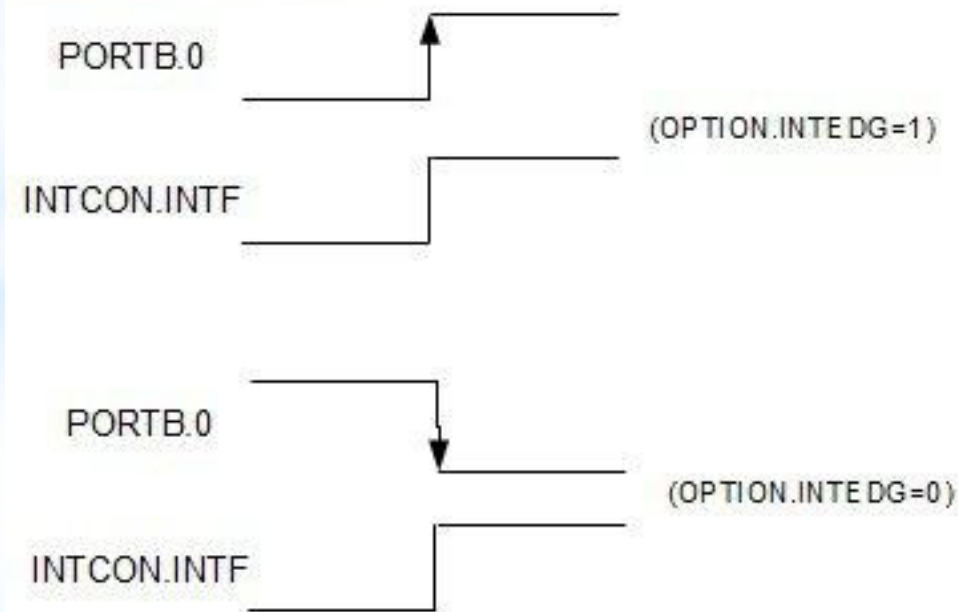 PORTB.0
(OPTION.INTEDG=1)
INTCON.INTF
PORTB.0
(OPTION.INTEDG=0)
INTCON.INTF